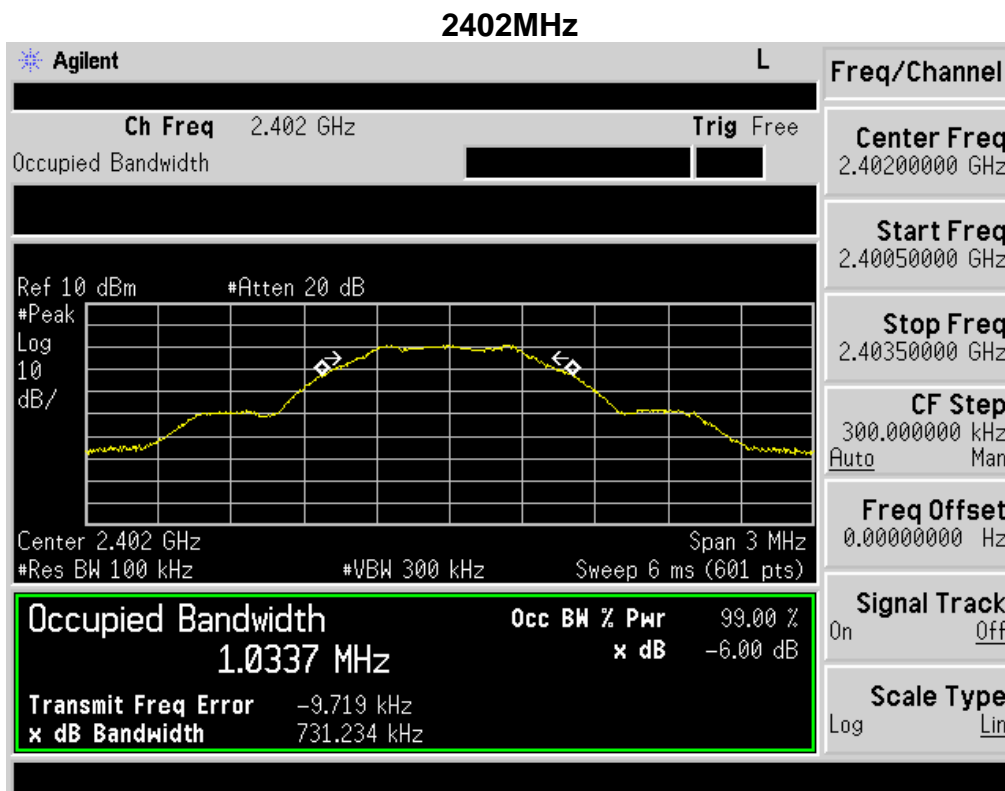 2402MHz
Agilent L
Freq/Channel
Ch Freq 2.402 GHz Trig Free
Occupied Bandwidth
Center Freq
2.40200000 GHz
Start Freq
2.40050000 GHz
Stop Freq
2.40350000 GHz
CF Step
300.000000 kHz
Auto Man
Freq Offset
0.00000000 Hz
Signal Track
On Off
Scale Type
Log Lin
Ref 10 dBm #Atten 20 dB
#Peak
Log
10
dB/
Center 2.402 GHz Span 3 MHz
#Res BW 100 kHz #VBW 300 kHz Sweep 6 ms (601 pts)
Occupied Bandwidth
1.0337 MHz
Occ BW % Pwr 99.00 %
x dB -6.00 dB
Transmit Freq Error -9.719 kHz
x dB Bandwidth 731.234 kHz